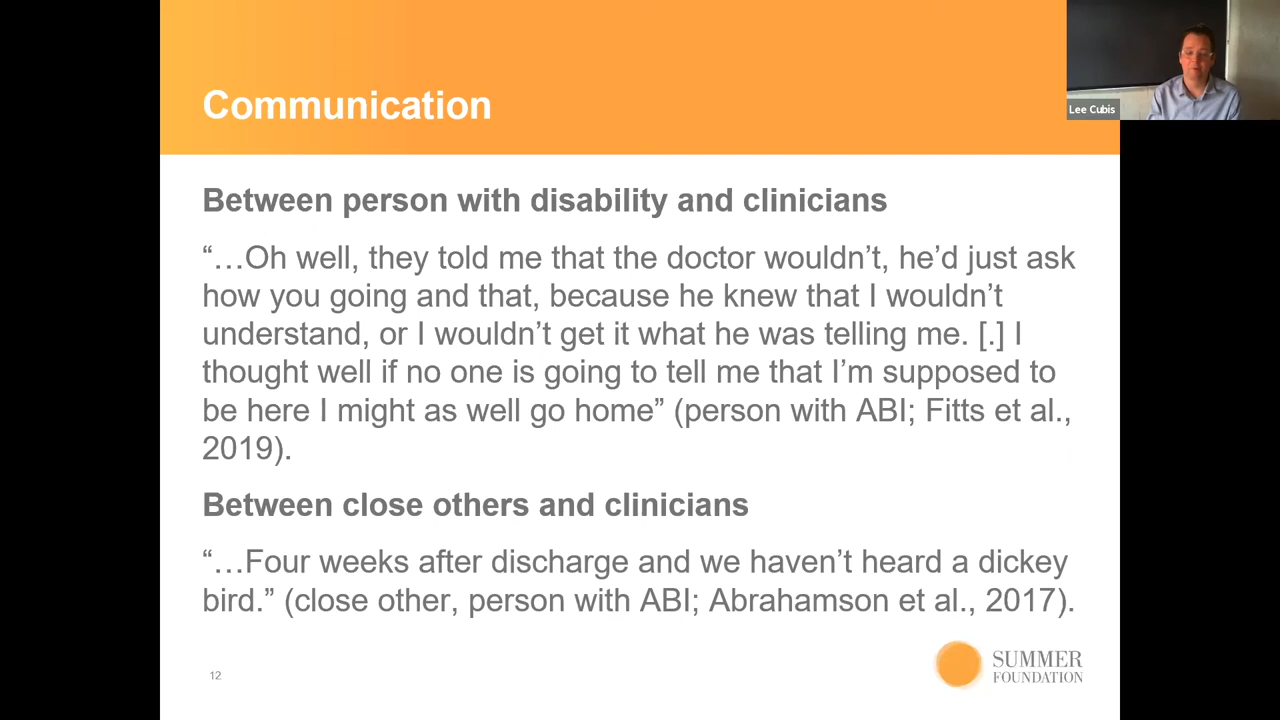 Communication
Lee Cubis
Between person with disability and clinicians
“…Oh well, they told me that the doctor wouldn’t, he’d just ask
how you going and that, because he knew that I wouldn’t
understand, or I wouldn’t get it what he was telling me. [.] I
thought well if no one is going to tell me that I’m supposed to
be here I might as well go home” (person with ABI; Fitts et al.,
2019).
Between close others and clinicians
“…Four weeks after discharge and we haven’t heard a dickey
bird.” (close other, person with ABI; Abrahamson et al., 2017).
12
SUMMER
FOUNDATION